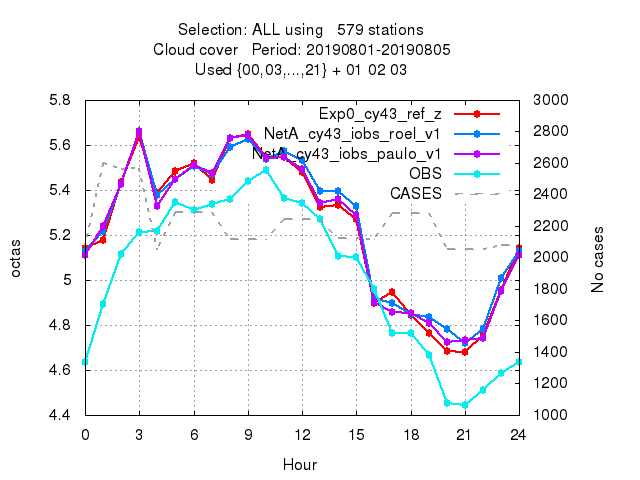 Selection: ALL using 579 stations
Cloud cover Period: 20190801-20190805
Used {00,03,...,21} + 01 02 03
5.8
5.6
5.4
5.2
5
4.8
4.6
4.4
octas
3000
2800
2600
2400
2200
2000
1800
1600
1400
1200
1000
No cases
Exp0_cy43_ref_z
NetA_cy43_iobs_roel_v1
NetA_cy43_iobs_paulo_v1
OBS
CASES
0 3 6 9 12 15 18 21 24
Hour